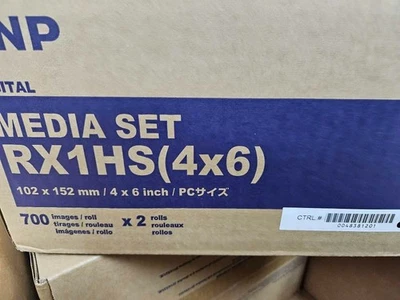 NP
ITAL
MEDIA SET
RX1HS(4x6)
102 x 152 mm / 4 x 6 inch / PCサイズ
700 images / roll x 2 rolls
tirages / rouleau rouleaux
imágenes / rollo rollos
CTRL.#
0048381201